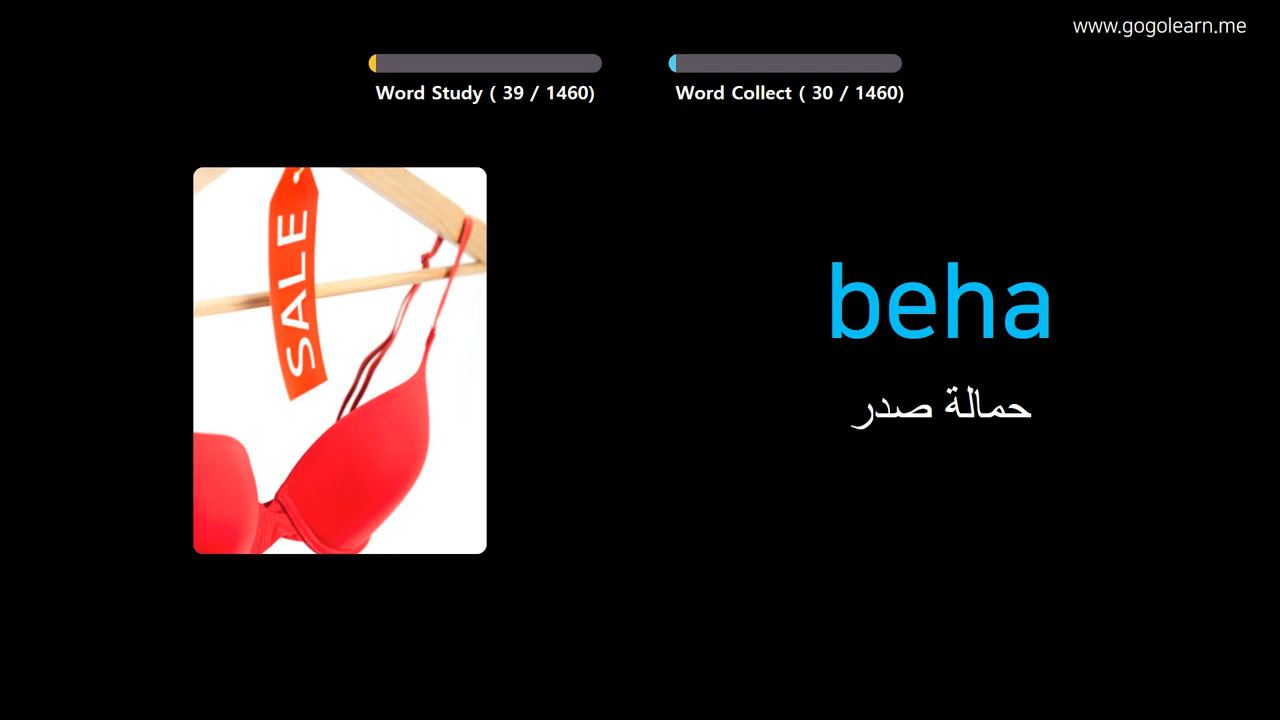 www.gogolearn.me
Word Study ( 39 / 1460)
Word Collect ( 30 / 1460)
SALE
beha
حمالة صدر